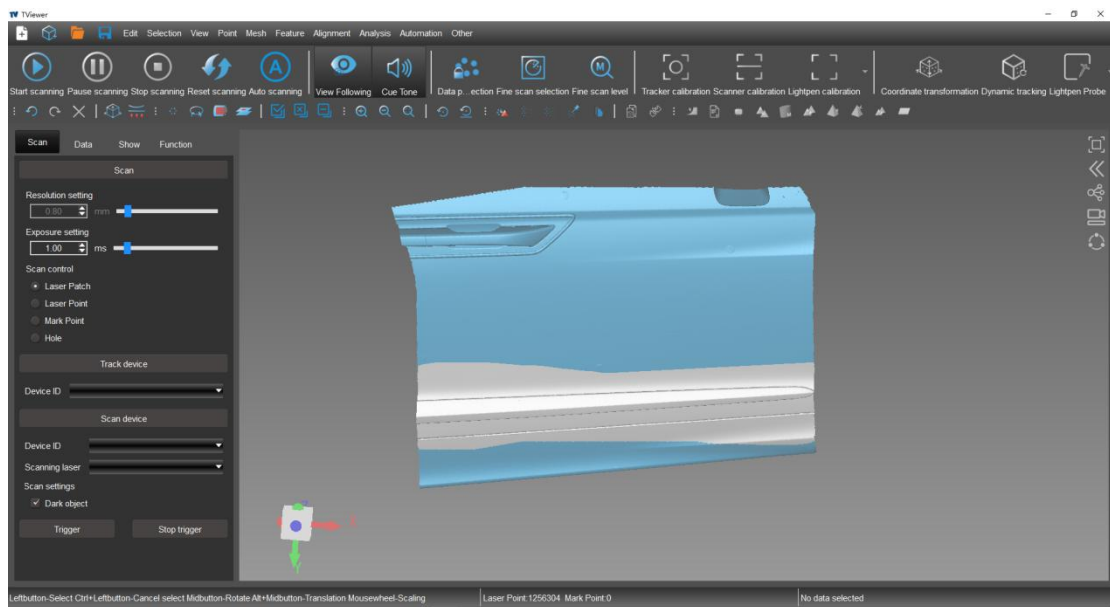 TViewer
Edit Selection View Point Mesh Feature Alignment Analysis Automation Other
Start scanning Pause scanning Stop scanning Reset scanning Auto scanning View Following Cue Tone Data p...ection Fine scan selection Fine scan level Tracker calibration Scanner calibration Lightpen calibration Coordinate transformation Dynamic tracking Lightpen Probe
Scan Data Show Function
Scan
Resolution setting
0.80 mm
Exposure setting
1.00 ms
Scan control
Laser Patch
Laser Point
Mark Point
Hole
Track device
Device ID
Scan device
Device ID
Scanning laser
Scan settings
Dark object
Trigger Stop trigger
Leftbutton-Select Ctrl+Leftbutton-Cancel select Midbutton-Rotate Alt+Midbutton-Translation Mousewheel-Scaling Laser Point:1256304 Mark Point:0 No data selected